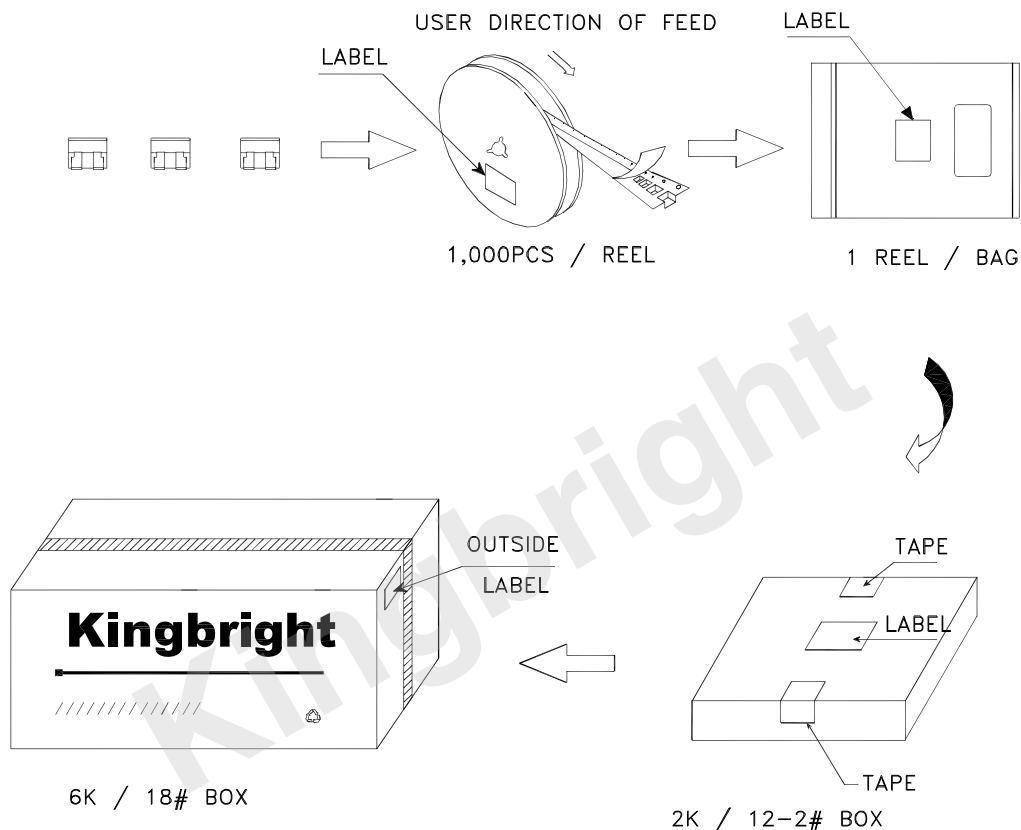 USER DIRECTION OF FEED
LABEL
LABEL
1,000PCS / REEL
1 REEL / BAG
Kingbright
OUTSIDE
LABEL
TAPE
LABEL
Kingbright
TAPE
6K / 18# BOX
2K / 12-2# BOX